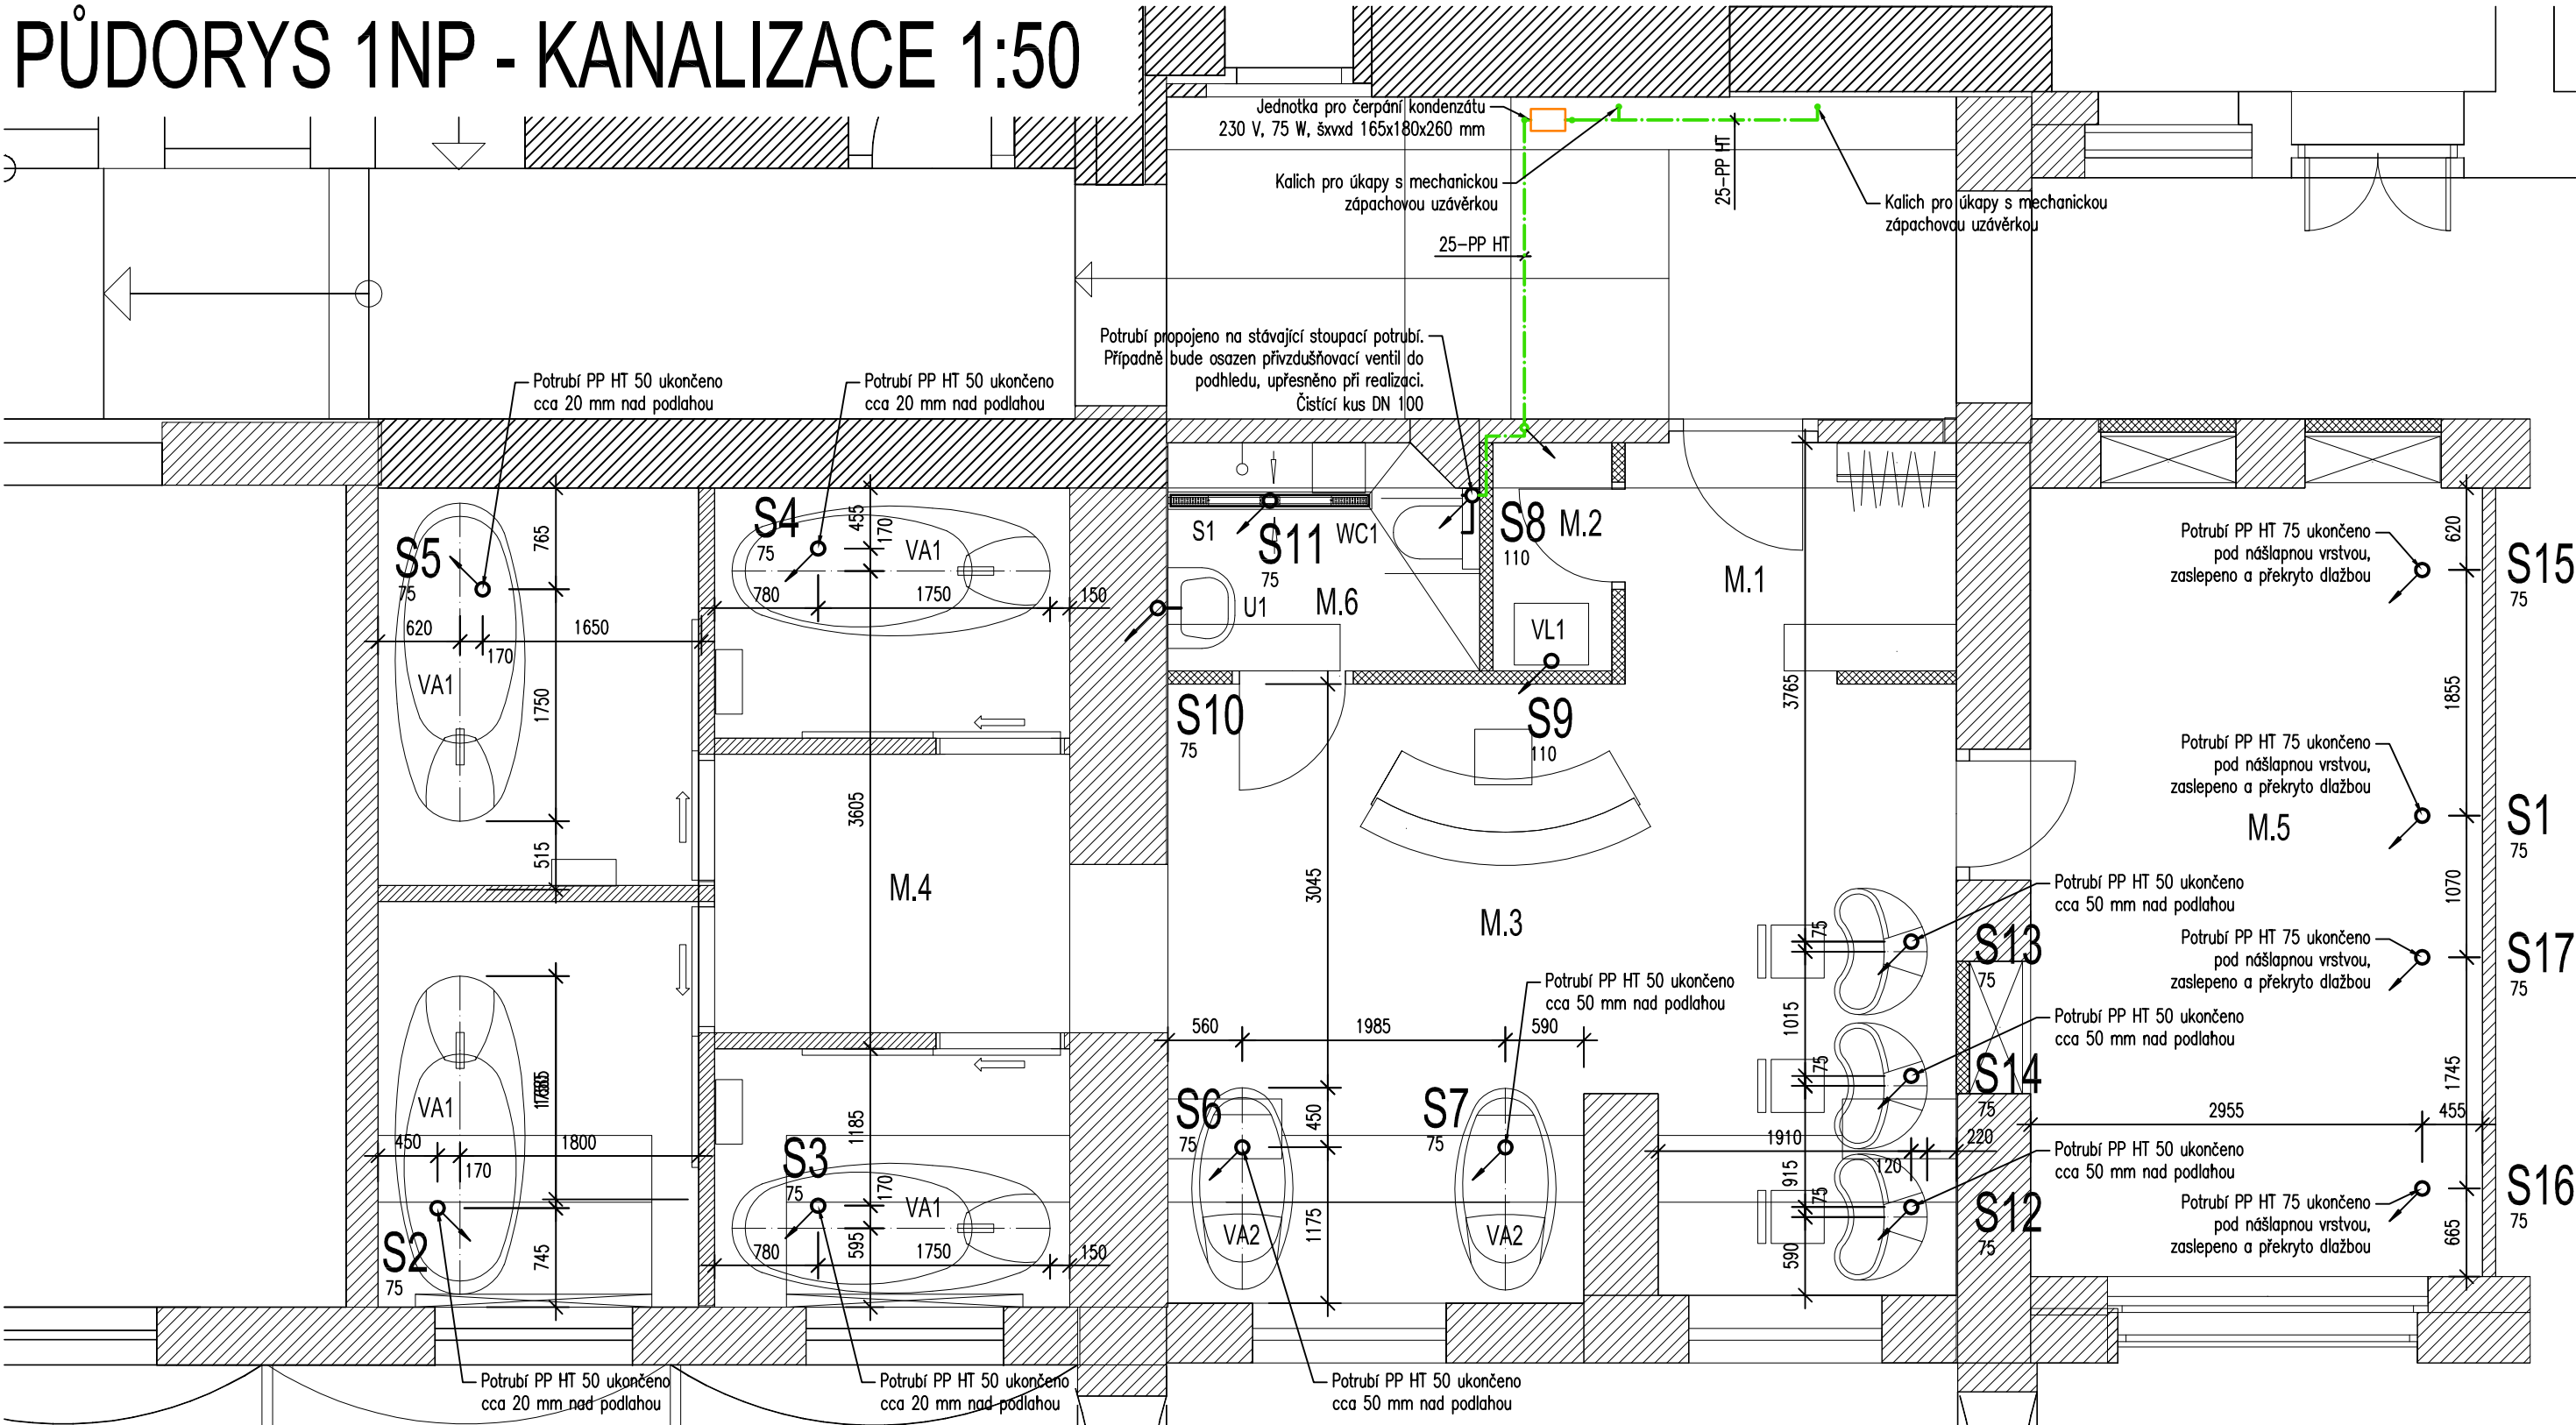 PŮDORYS 1NP - KANALIZACE 1:50
Jednotka pro čerpání kondenzátu
230 V, 75 W, šxvxd 165x180x260 mm
Kalich pro úkapy s mechanickou
zápachovou uzávěrkou
25-PP HT
25-PP HT
Kalich pro úkapy s mechanickou
zápachovou uzávěrkou
Potrubí propojeno na stávající stoupací potrubí.
Případně bude osazen přivzdušňovací ventil do
podhledu, upřesněno při realizaci.
Čistící kus DN 100
Potrubí PP HT 50 ukončeno
cca 20 mm nad podlahou
Potrubí PP HT 50 ukončeno
cca 20 mm nad podlahou
S5
75
765
620
1650
170
VA1
1750
515
S4
75
455
170
VA1
780
1750
150
S1
S11
75
WC1
U1
M.6
S8
110
M.2
M.1
VL1
S10
75
S9
110
3765
3605
M.4
3045
M.3
Potrubí PP HT 75 ukončeno
pod nášlapnou vrstvou,
zaslepeno a překryto dlažbou
620
S15
75
1855
Potrubí PP HT 75 ukončeno
pod nášlapnou vrstvou,
zaslepeno a překryto dlažbou
M.5
S1
75
1070
Potrubí PP HT 50 ukončeno
cca 50 mm nad podlahou
75
S13
75
Potrubí PP HT 75 ukončeno
pod nášlapnou vrstvou,
zaslepeno a překryto dlažbou
S17
75
Potrubí PP HT 50 ukončeno
cca 50 mm nad podlahou
1015
Potrubí PP HT 50 ukončeno
cca 50 mm nad podlahou
75
S14
75
1745
560
1985
590
VA1
450
1800
170
S2
75
745
1185
S3
75
170
VA1
780
595
1750
150
S6
75
450
S7
75
1175
VA2
VA2
1910
220
120
915
75
S12
75
590
2955
455
Potrubí PP HT 50 ukončeno
cca 50 mm nad podlahou
Potrubí PP HT 75 ukončeno
pod nášlapnou vrstvou,
zaslepeno a překryto dlažbou
S16
75
665
Potrubí PP HT 50 ukončeno
cca 20 mm nad podlahou
Potrubí PP HT 50 ukončeno
cca 20 mm nad podlahou
Potrubí PP HT 50 ukončeno
cca 50 mm nad podlahou